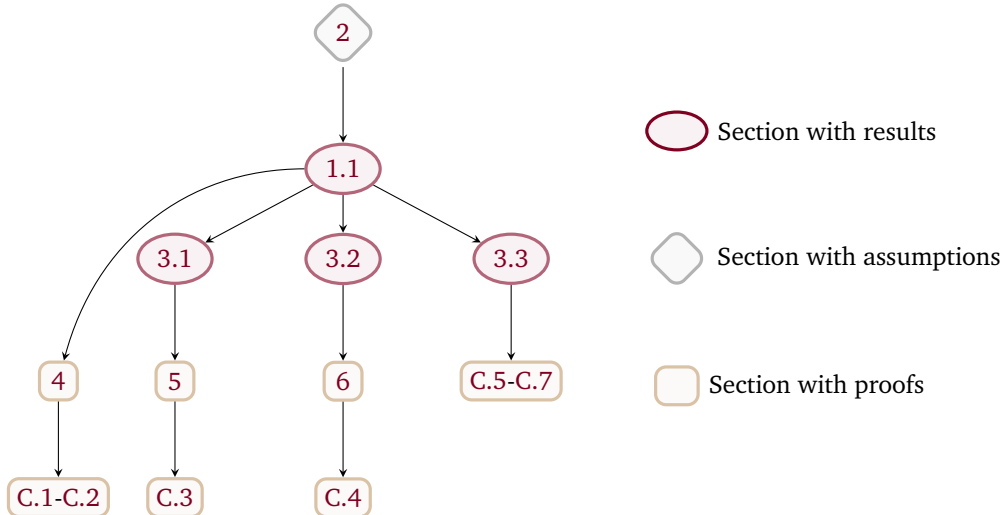 2
1.1
Section with results
3.1
3.2
3.3
Section with assumptions
4
5
6
C.5-C.7
Section with proofs
C.1-C.2
C.3
C.4